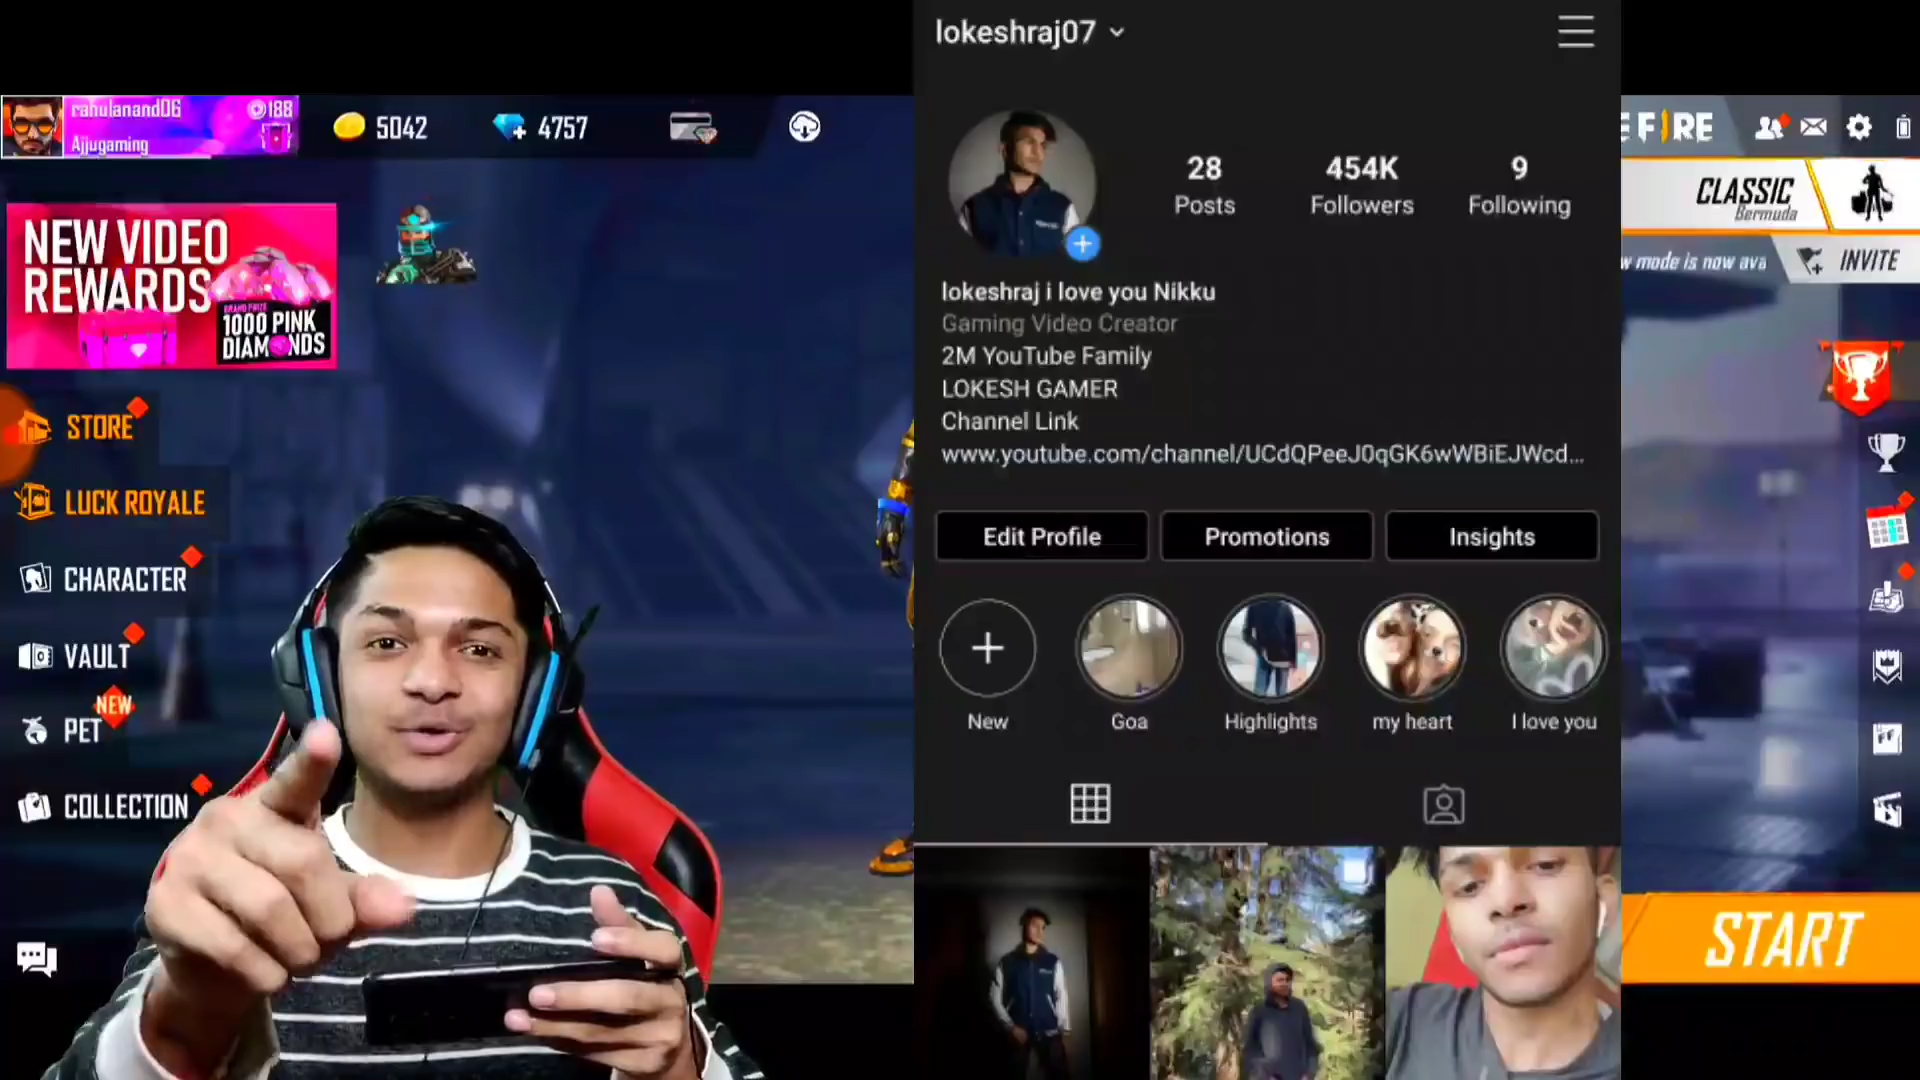 lokeshraj07
rahulanand06
188
Ajjugaming
5042
4757
FIRE
NEW VIDEO
REWARDS
GRAND PRIZE
1000 PINK
DIAMONDS
28
Posts
454K
Followers
9
Following
CLASSIC
Bermuda
w mode is now ava
INVITE
lokeshraj i love you Nikku
Gaming Video Creator
2M YouTube Family
LOKESH GAMER
Channel Link
www.youtube.com/channel/UCdQPeeJ0qGK6wWBiEJWcd...
STORE
LUCK ROYALE
CHARACTER
VAULT
NEW
PET
COLLECTION
Edit Profile
Promotions
Insights
New
Goa
Highlights
my heart
I love you
FF
START